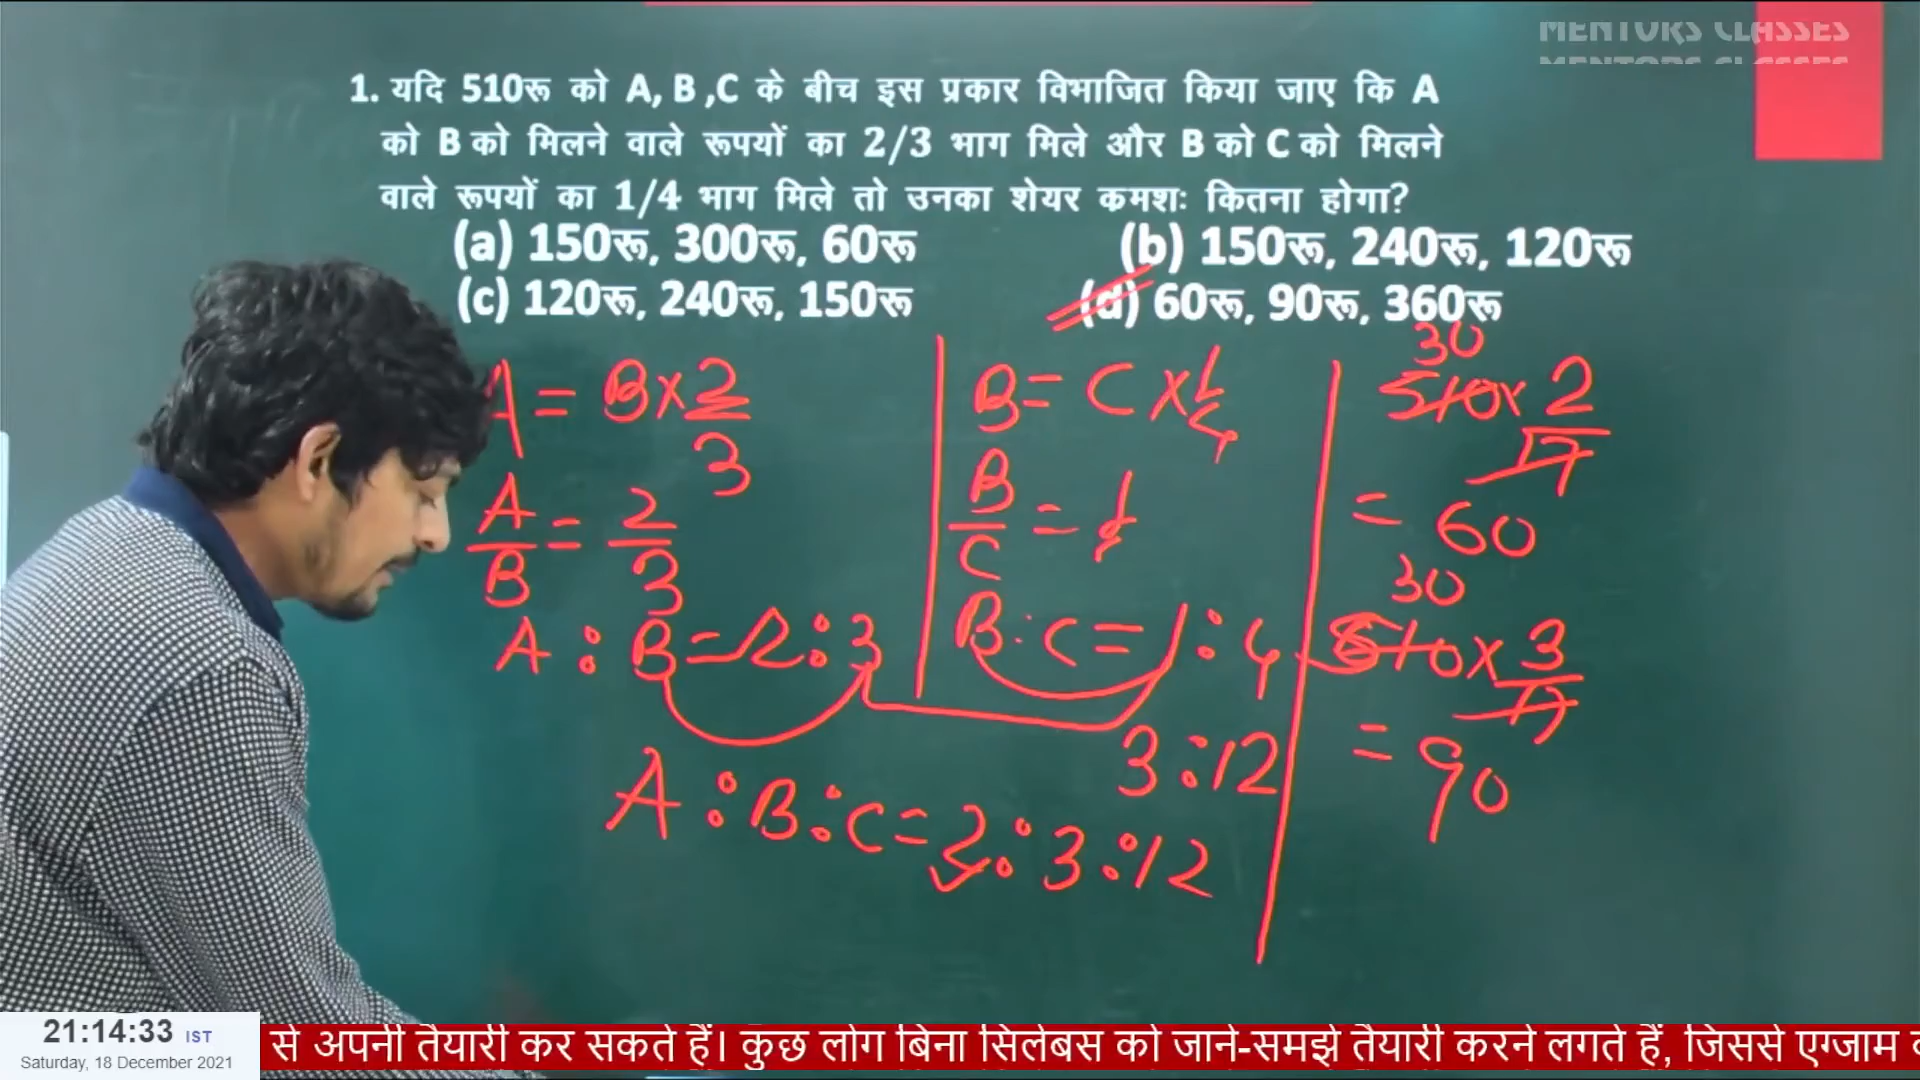 MENTORS CLASSES
1. यदि 510रू को A, B ,C के बीच इस प्रकार विभाजित किया जाए कि A
को B को मिलने वाले रूपयों का 2/3 भाग मिले और B को C को मिलने
वाले रूपयों का 1/4 भाग मिले तो उनका शेयर क्रमशः कितना होगा?
(a) 150रू, 300रू, 60रू (b) 150रू, 240रू, 120रू
(c) 120रू, 240रू, 150रू (d) 60रू, 90रू, 360रू
A = B × 2/3
A/B = 2/3
A : B = 2 : 3
B = C × 1/4
B/C = 1/4
B : C = 1 : 4
3 : 12
A : B : C = 2 : 3 : 12
30
510 × 2/17
= 60
30
510 × 3/17
= 90
21:14:33 IST
Saturday, 18 December 2021
से अपनी तैयारी कर सकते हैं। कुछ लोग बिना सिलेबस को जाने-समझे तैयारी करने लगते हैं, जिससे एग्जाम